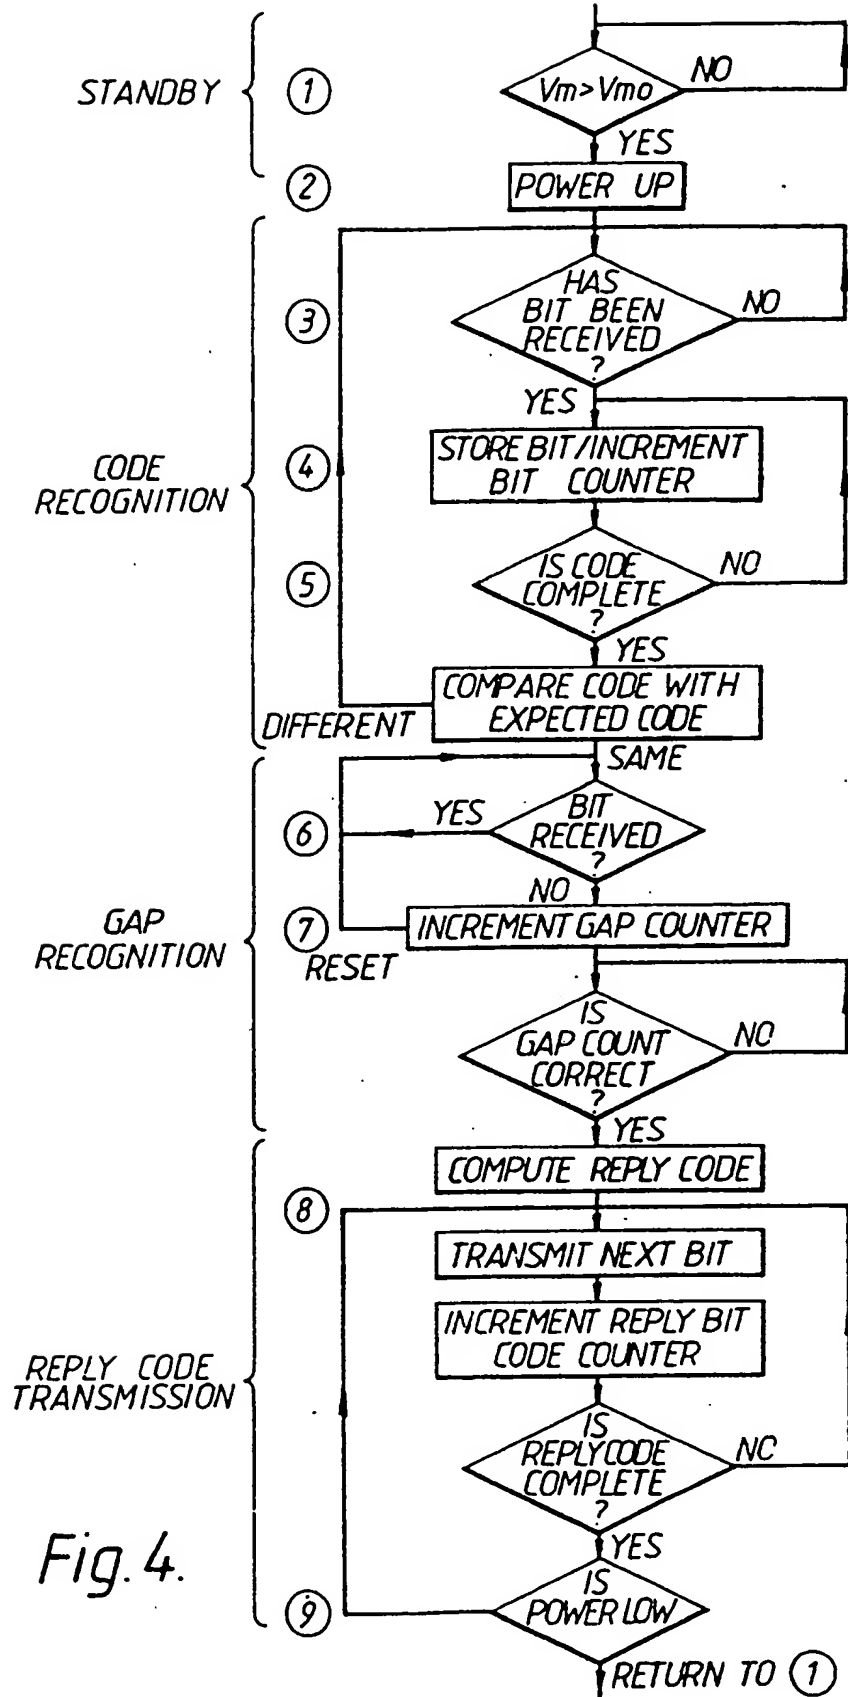 STANDBY
①
Vm>Vmo
NO
YES
②
POWER UP
③
HAS
BIT BEEN
RECEIVED
?
NO
YES
CODE
RECOGNITION
④
STORE BIT/INCREMENT
BIT COUNTER
⑤
IS CODE
COMPLETE
?
NO
YES
COMPARE CODE WITH
EXPECTED CODE
DIFFERENT
SAME
⑥
YES
BIT
RECEIVED
?
NO
GAP
RECOGNITION
⑦
INCREMENT GAP COUNTER
RESET
IS
GAP COUNT
CORRECT
?
NO
YES
COMPUTE REPLY CODE
⑧
TRANSMIT NEXT BIT
INCREMENT REPLY BIT
CODE COUNTER
REPLY CODE
TRANSMISSION
IS
REPLY CODE
COMPLETE
?
NO
YES
Fig. 4.
⑨
IS
POWER LOW
RETURN TO ①